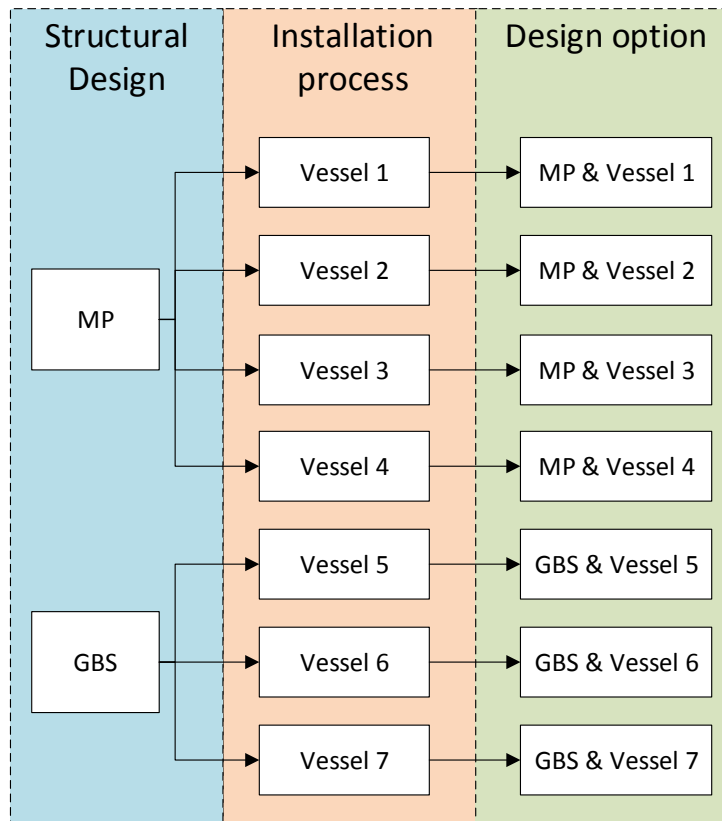 Structural
Design
Installation
process
Design option
MP
Vessel 1
MP & Vessel 1
Vessel 2
MP & Vessel 2
Vessel 3
MP & Vessel 3
Vessel 4
MP & Vessel 4
GBS
Vessel 5
GBS & Vessel 5
Vessel 6
GBS & Vessel 6
Vessel 7
GBS & Vessel 7